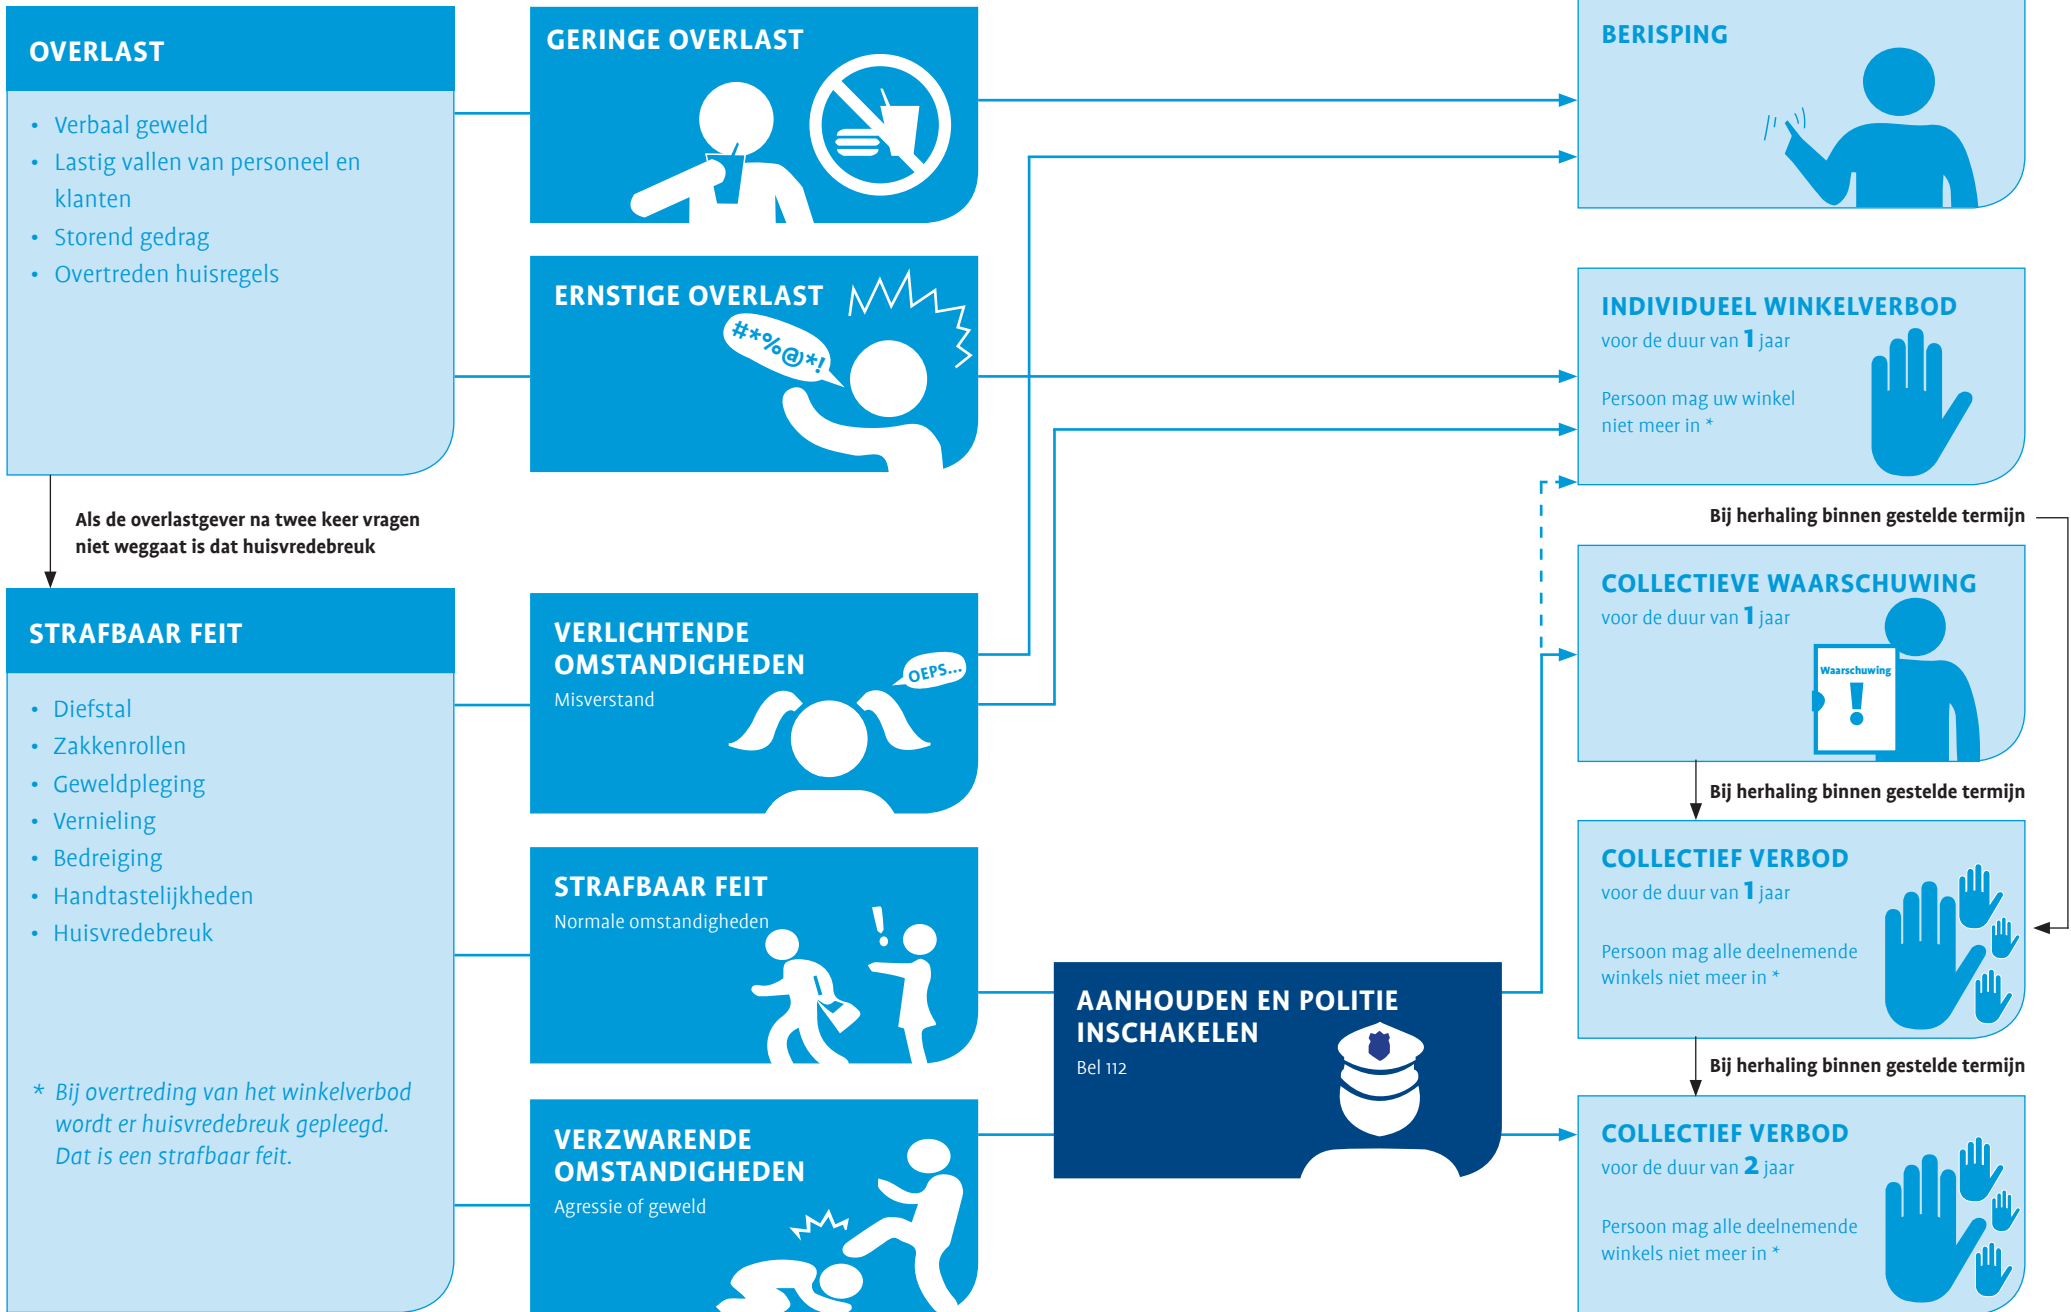 OVERLAST
• Verbaal geweld
• Lastig vallen van personeel en
klanten
• Storend gedrag
• Overtreden huisregels
Als de overlastgever na twee keer vragen
niet weggaat is dat huisvredebreuk
STRAFBAAR FEIT
• Diefstal
• Zakkenrollen
• Geweldpleging
• Vernieling
• Bedreiging
• Handtastelijkheden
• Huisvredebreuk
* Bij overtreding van het winkelverbod
wordt er huisvredebreuk gepleegd.
Dat is een strafbaar feit.
GERINGE OVERLAST
ERNSTIGE OVERLAST
#*%@*!
VERLICHTENDE
OMSTANDIGHEDEN
Misverstand
OEPS...
STRAFBAAR FEIT
Normale omstandigheden
!
VERZWARENDE
OMSTANDIGHEDEN
Agressie of geweld
AANHOUDEN EN POLITIE
INSCHAKELEN
Bel 112
BERISPING
INDIVIDUEEL WINKELVERBOD
voor de duur van 1 jaar
Persoon mag uw winkel
niet meer in *
Bij herhaling binnen gestelde termijn
COLLECTIEVE WAARSCHUWING
voor de duur van 1 jaar
Waarschuwing
!
Bij herhaling binnen gestelde termijn
COLLECTIEF VERBOD
voor de duur van 1 jaar
Persoon mag alle deelnemende
winkels niet meer in *
Bij herhaling binnen gestelde termijn
COLLECTIEF VERBOD
voor de duur van 2 jaar
Persoon mag alle deelnemende
winkels niet meer in *